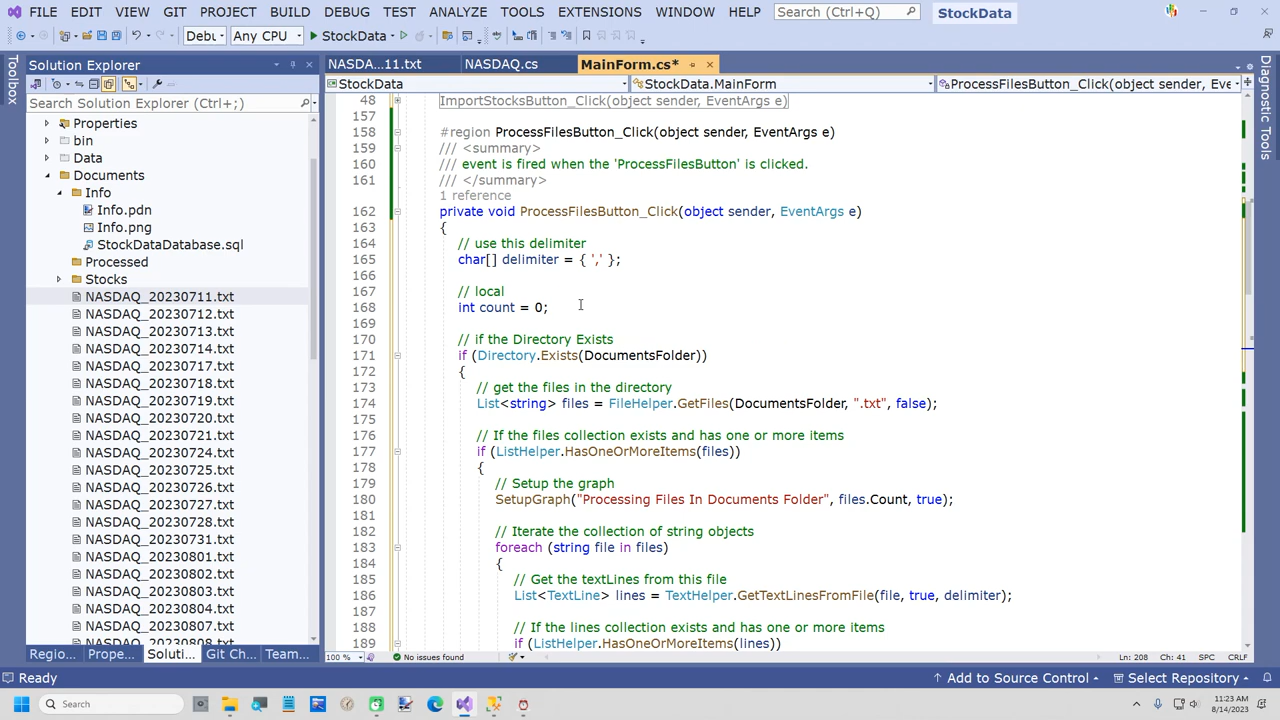 FILE EDIT VIEW GIT PROJECT BUILD DEBUG TEST ANALYZE TOOLS EXTENSIONS WINDOW HELP Search (Ctrl+Q) StockData
Debu Any CPU StockData
Toolbox
Solution Explorer
Search Solution Explorer (Ctrl+;)
Properties
bin
Data
Documents
Info
Info.pdn
Info.png
StockDataDatabase.sql
Processed
Stocks
NASDAQ_20230711.txt
NASDAQ_20230712.txt
NASDAQ_20230713.txt
NASDAQ_20230714.txt
NASDAQ_20230717.txt
NASDAQ_20230718.txt
NASDAQ_20230719.txt
NASDAQ_20230720.txt
NASDAQ_20230721.txt
NASDAQ_20230724.txt
NASDAQ_20230725.txt
NASDAQ_20230726.txt
NASDAQ_20230727.txt
NASDAQ_20230728.txt
NASDAQ_20230731.txt
NASDAQ_20230801.txt
NASDAQ_20230802.txt
NASDAQ_20230803.txt
NASDAQ_20230804.txt
NASDAQ_20230807.txt
NASDAQ_20230808.txt
Regio... Prope... Soluti... Git Ch... Team...
NASDA...11.txt NASDAQ.cs MainForm.cs*
StockData StockData.MainForm ProcessFilesButton_Click(object sender, Eve
48 ImportStocksButton_Click(object sender, EventArgs e)
157
158 #region ProcessFilesButton_Click(object sender, EventArgs e)
159 /// <summary>
160 /// event is fired when the 'ProcessFilesButton' is clicked.
161 /// </summary>
1 reference
162 private void ProcessFilesButton_Click(object sender, EventArgs e)
163 {
164 // use this delimiter
165 char[] delimiter = { ',' };
166
167 // local
168 int count = 0;
169
170 // if the Directory Exists
171 if (Directory.Exists(DocumentsFolder))
172 {
173 // get the files in the directory
174 List<string> files = FileHelper.GetFiles(DocumentsFolder, ".txt", false);
175
176 // If the files collection exists and has one or more items
177 if (ListHelper.HasOneOrMoreItems(files))
178 {
179 // Setup the graph
180 SetupGraph("Processing Files In Documents Folder", files.Count, true);
181
182 // Iterate the collection of string objects
183 foreach (string file in files)
184 {
185 // Get the textLines from this file
186 List<TextLine> lines = TextHelper.GetTextLinesFromFile(file, true, delimiter);
187
188 // If the lines collection exists and has one or more items
189 if (ListHelper.HasOneOrMoreItems(lines))
100 % No issues found Ln: 208 Ch: 41 SPC CRLF
Diagnostic Tools
Ready Add to Source Control Select Repository
Search 11:23 AM
8/14/2023